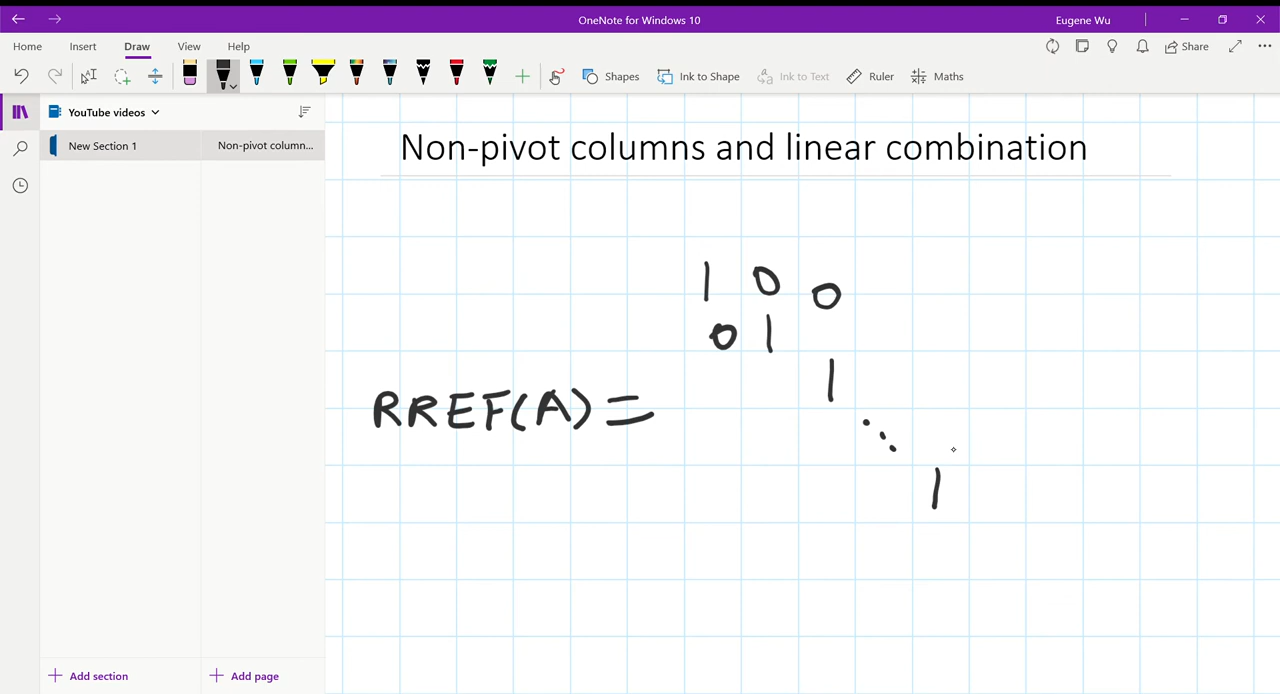 OneNote for Windows 10
Eugene Wu
Home Insert Draw View Help
Share
Shapes Ink to Shape Ink to Text Ruler Maths
YouTube videos
New Section 1
Non-pivot column...
Non-pivot columns and linear combination
1 0 0
0 1
1
RREF(A)=
⋱
1
+ Add section
+ Add page